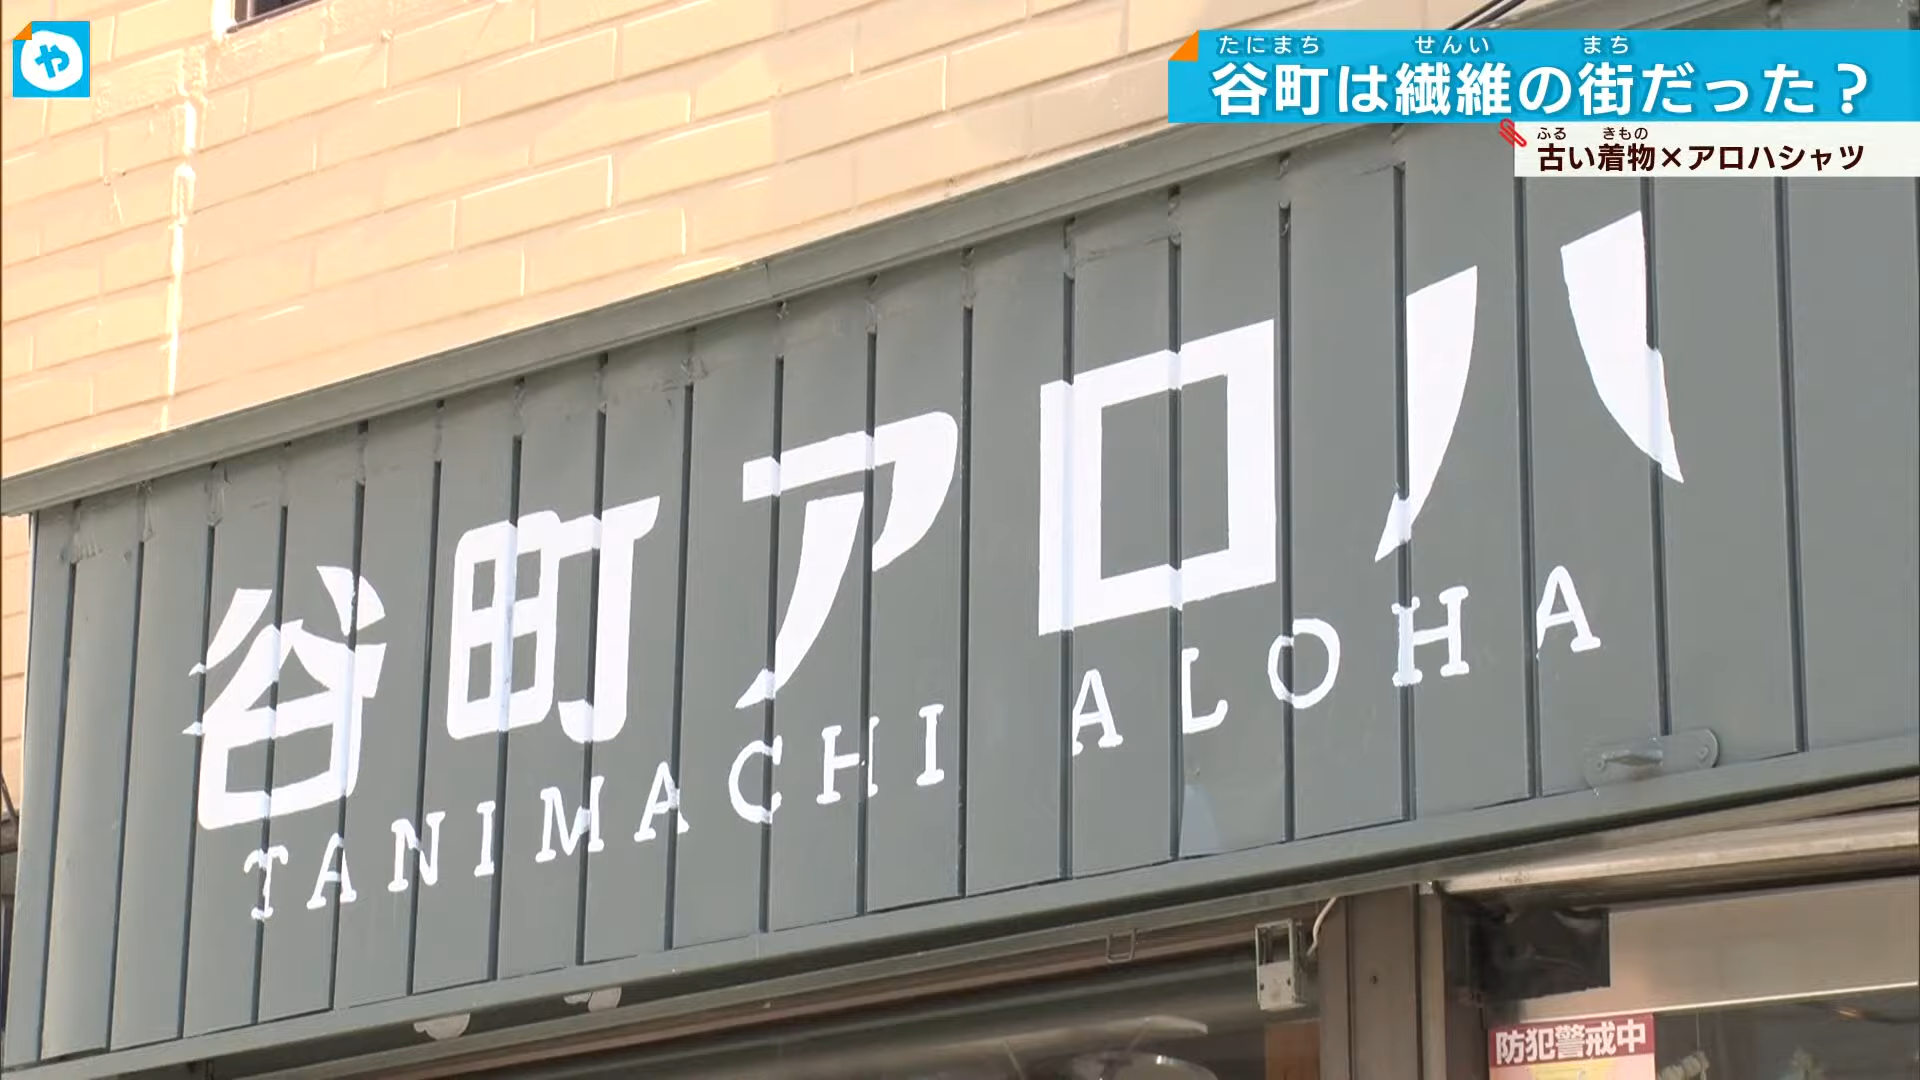 や
たにまち せんい まち
谷町は繊維の街だった？
ふる きもの
古い着物×アロハシャツ
谷町アロハ
TANIMACHI ALOHA
防犯警戒中